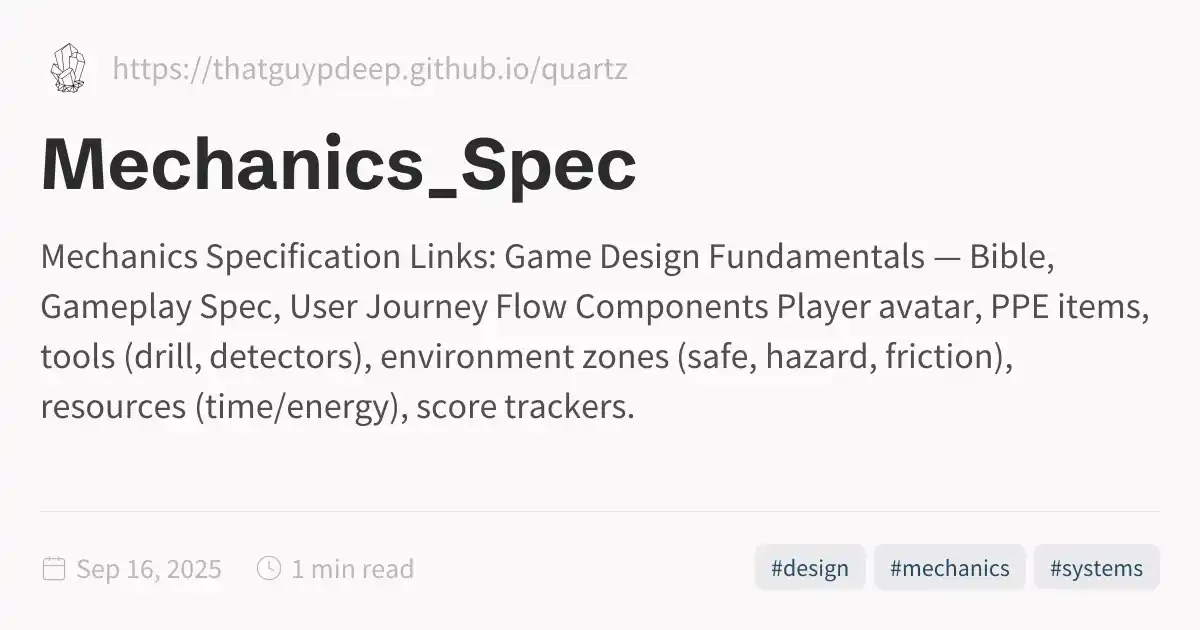 https://thatguypdeep.github.io/quartz
Mechanics_Spec
Mechanics Specification Links: Game Design Fundamentals — Bible,
Gameplay Spec, User Journey Flow Components Player avatar, PPE items,
tools (drill, detectors), environment zones (safe, hazard, friction),
resources (time/energy), score trackers.
Sep 16, 2025 1 min read #design #mechanics #systems